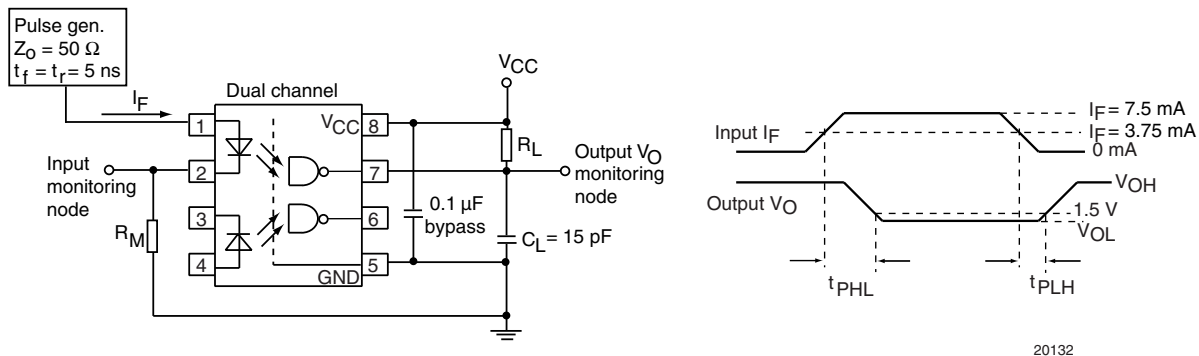 Pulse gen.
Zo = 50 Ω
tf = tr = 5 ns
IF
Dual channel
VCC
1
VCC 8
RL
Input
monitoring
node
2
7
Output VO
monitoring
node
3
6
0.1 μF
bypass
RM
CL = 15 pF
4
GND 5
Input IF
IF = 7.5 mA
IF = 3.75 mA
0 mA
Output VO
VOH
1.5 V
VOL
tPHL
tPLH
20132